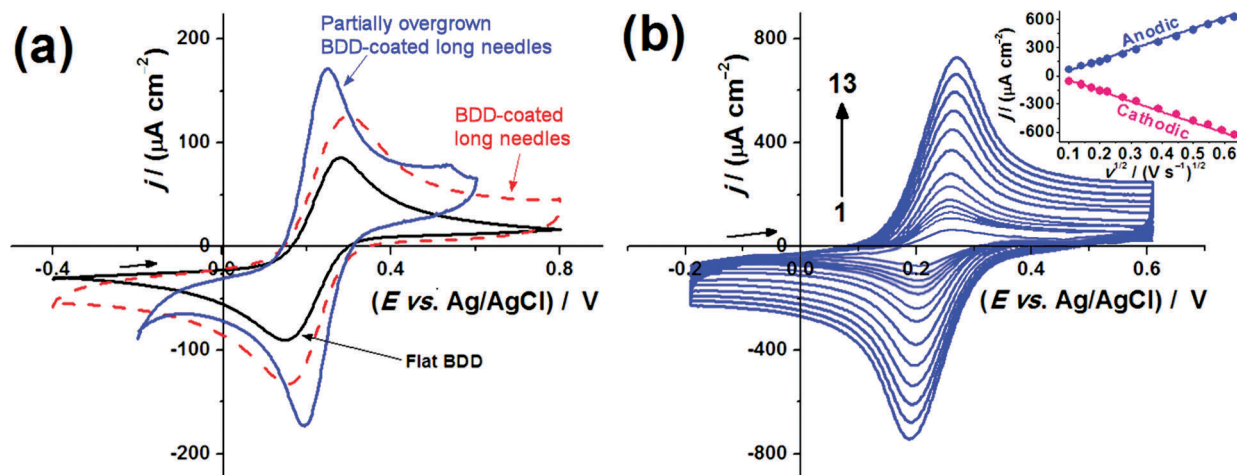 (a)
200
100
0
-100
-200
-0.4
0.0
0.4
0.8
j / (µA cm−2)
Partially overgrown
BDD-coated long needles
BDD-coated
long needles
(E vs. Ag/AgCl) / V
Flat BDD
(b)
800
400
0
-400
-800
-0.2
0.0
0.2
0.4
0.6
j / (µA cm−2)
13
1
(E vs. Ag/AgCl) / V
600
300
0
-300
-600
j / (µA cm−2)
Anodic
Cathodic
0.1 0.2 0.3 0.4 0.5 0.6
v1/2 / (V s−1)1/2